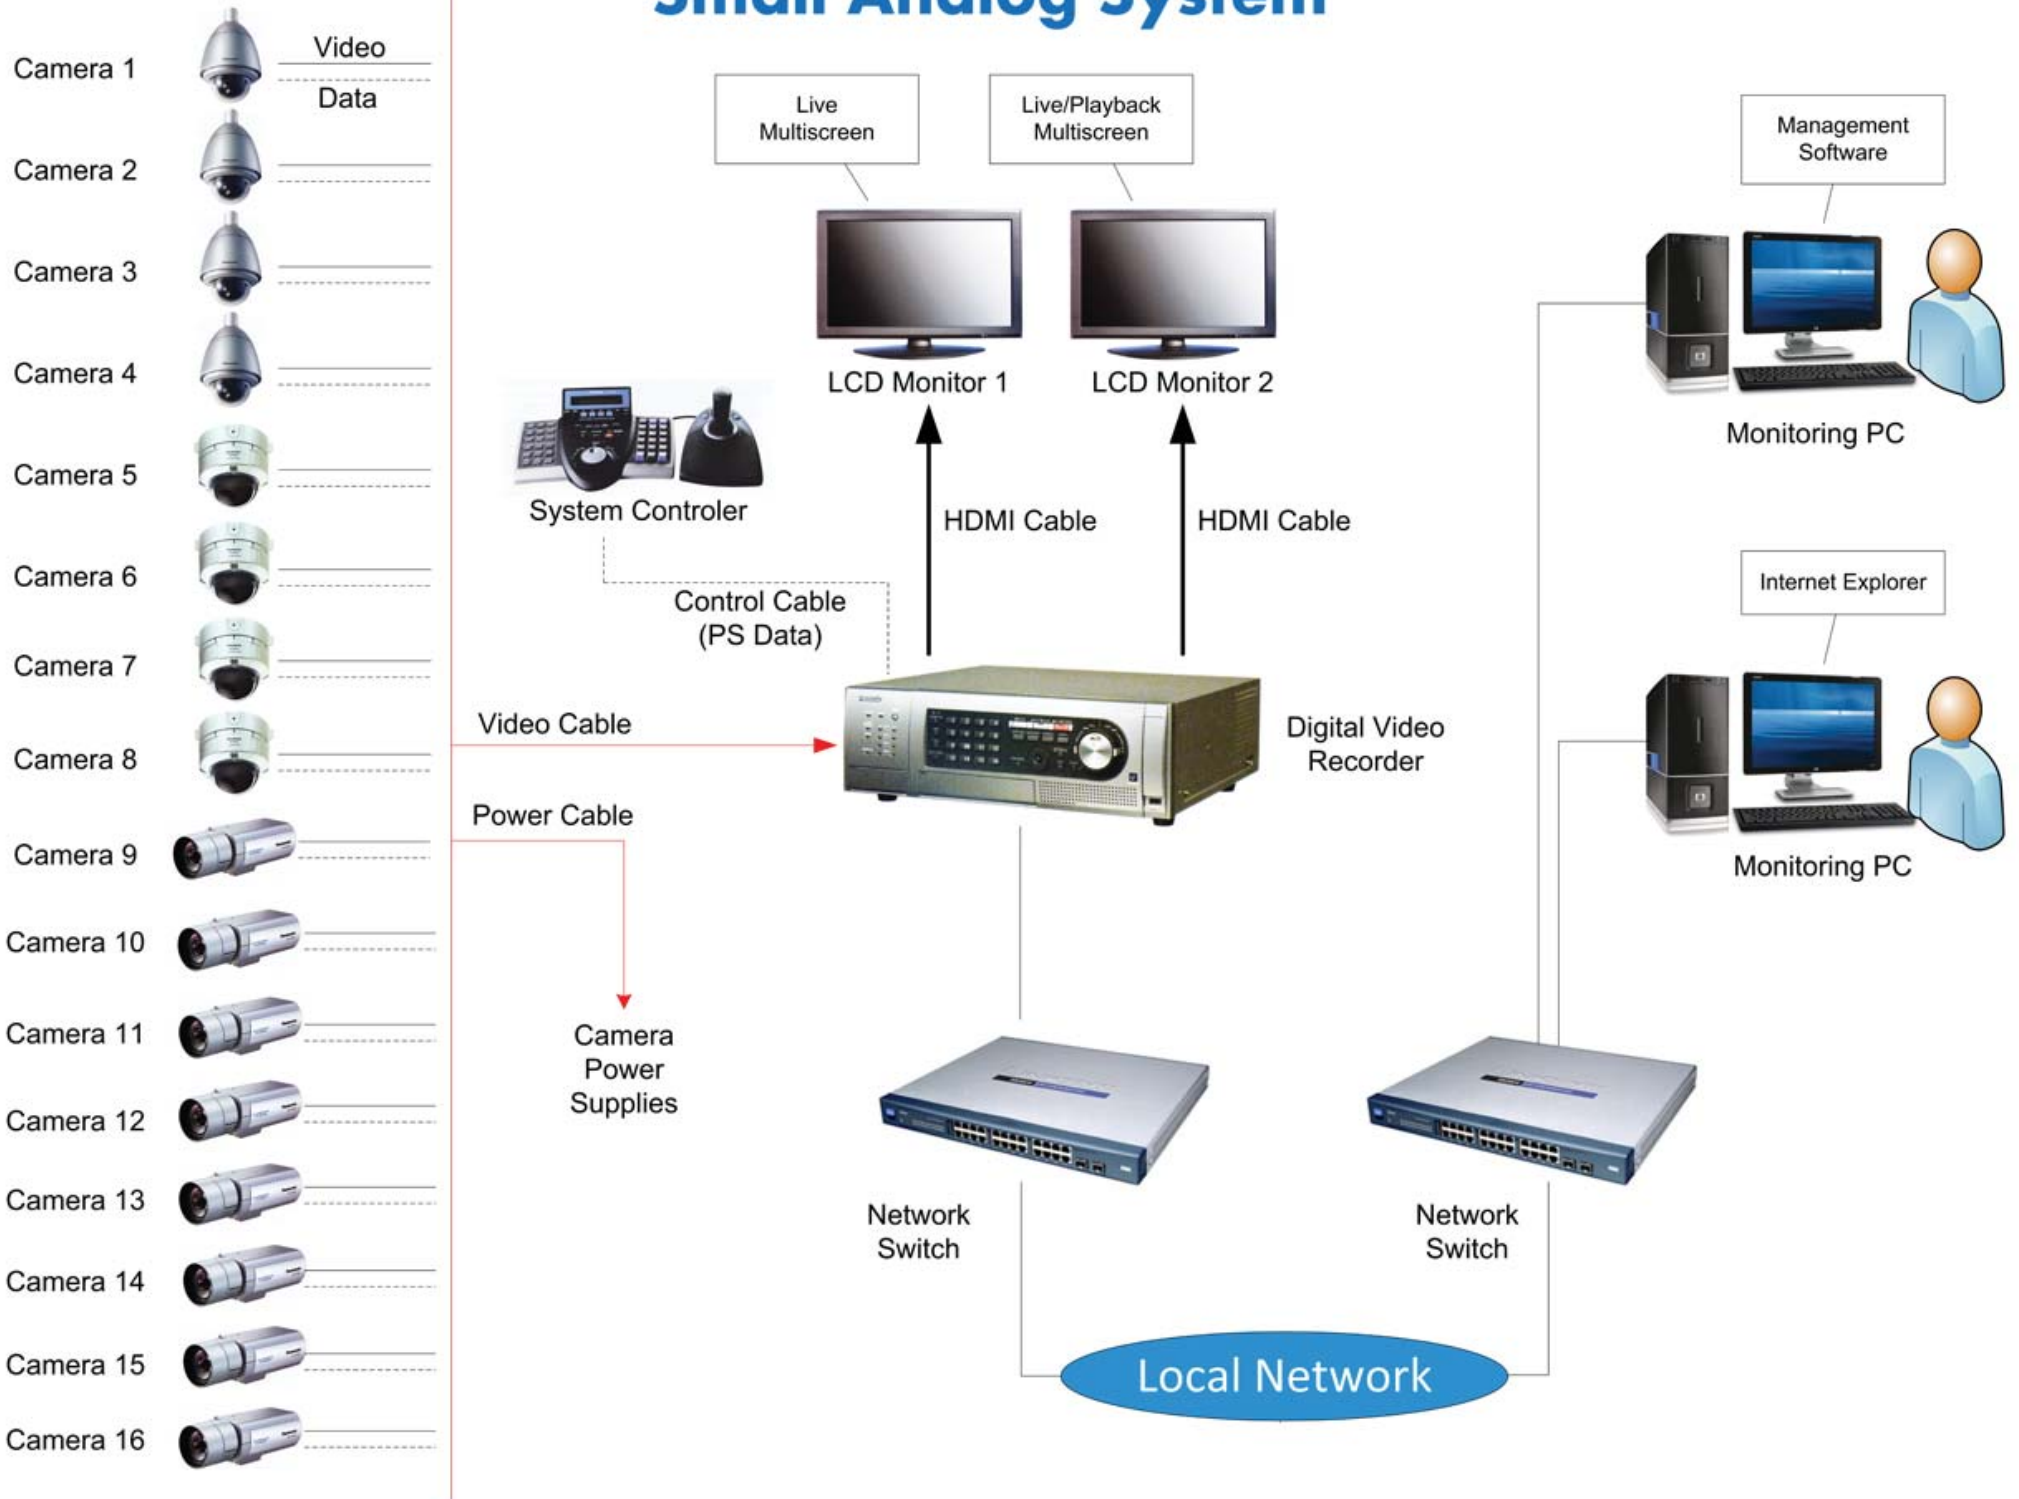 Small Analog System
Camera 1
Video
Data
Camera 2
Camera 3
Camera 4
Camera 5
Camera 6
Camera 7
Camera 8
Camera 9
Camera 10
Camera 11
Camera 12
Camera 13
Camera 14
Camera 15
Camera 16
Live
Multiscreen
Live/Playback
Multiscreen
LCD Monitor 1
LCD Monitor 2
System Controler
HDMI Cable
HDMI Cable
Control Cable
(PS Data)
Video Cable
Power Cable
Digital Video
Recorder
Camera
Power
Supplies
Network
Switch
Network
Switch
Local Network
Management
Software
Monitoring PC
Internet Explorer
Monitoring PC